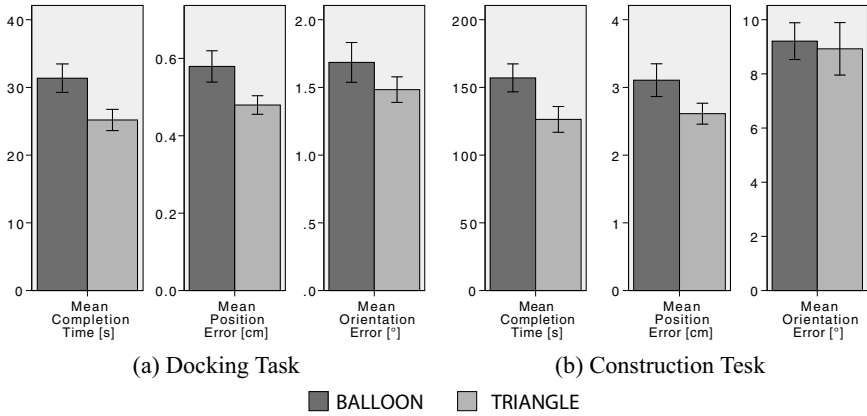 40
30
20
10
0
Mean
Completion
Time [s]
0.6
0.4
0.2
0.0
Mean
Position
Error [cm]
2.0
1.5
1.0
.5
.0
Mean
Orientation
Error [°]
200
150
100
50
0
Mean
Completion
Time [s]
4
3
2
1
0
Mean
Position
Error [cm]
10
8
6
4
2
0
Mean
Orientation
Error [°]
(a) Docking Task
(b) Construction Tesk
BALLOON
TRIANGLE